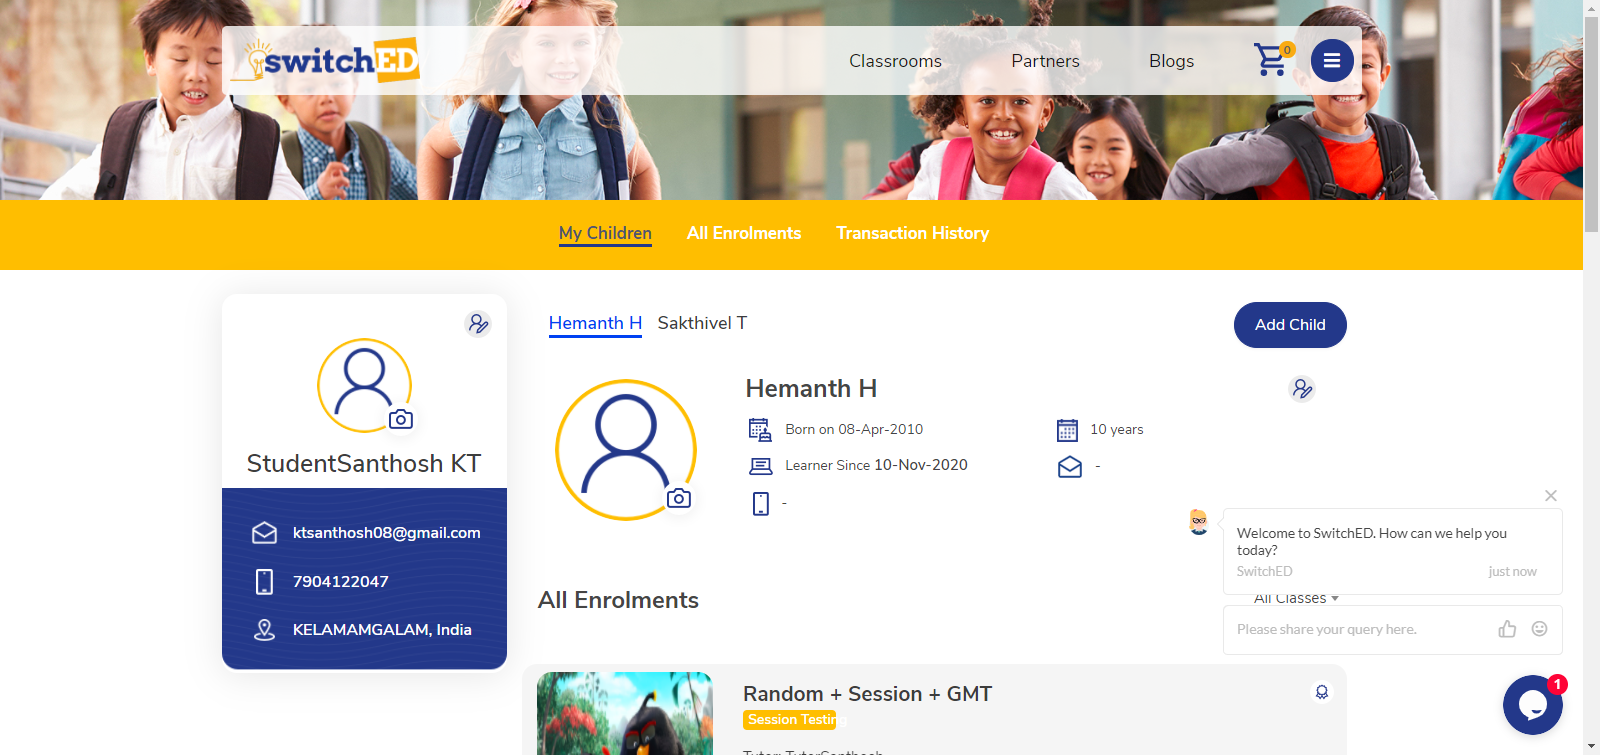 switchED
Classrooms
Partners
Blogs
0
My Children
All Enrolments
Transaction History
StudentSanthosh KT
ktsanthosh08@gmail.com
7904122047
KELAMAMGALAM, India
Hemanth H
Sakthivel T
Add Child
Hemanth H
Born on 08-Apr-2010
10 years
Learner Since 10-Nov-2020
-
-
All Enrolments
All Classes
Random + Session + GMT
Session Testing
Tutor: TutorSanthosh
Welcome to SwitchED. How can we help you
today?
SwitchED
just now
Please share your query here.
1